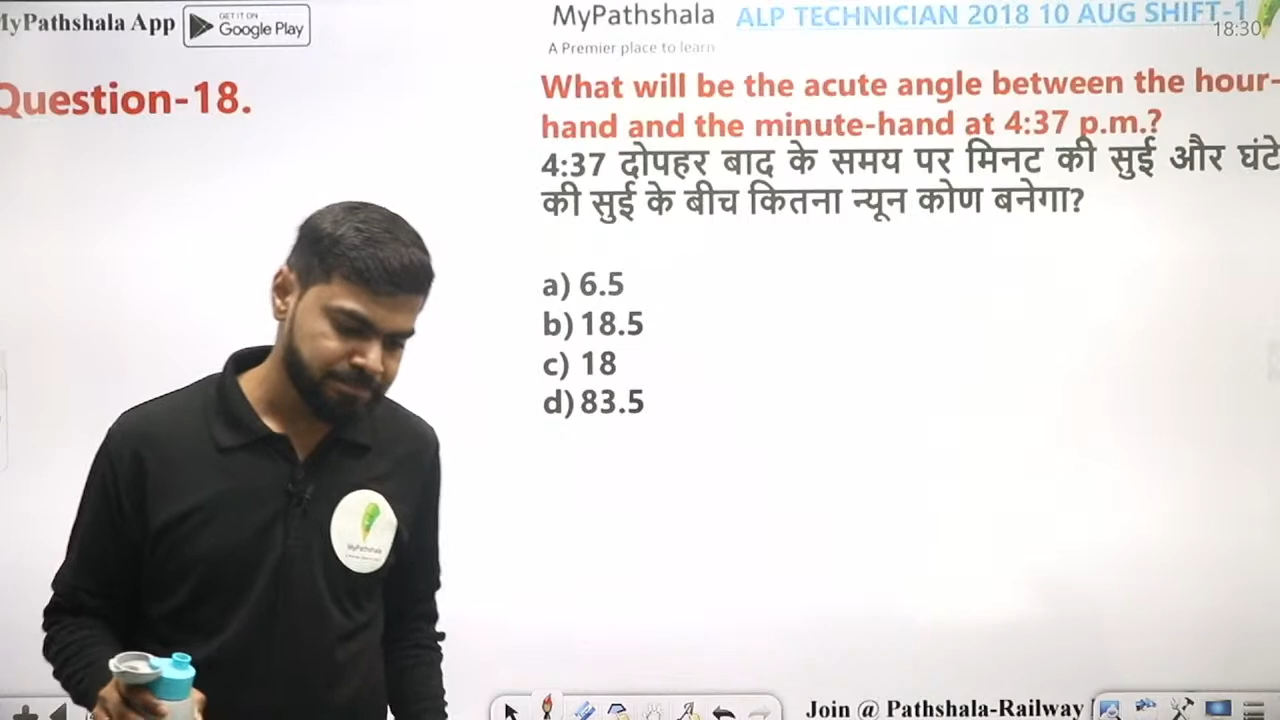 MyPathshala App
GET IT ON
Google Play
MyPathshala
A Premier place to learn
ALP TECHNICIAN 2018 10 AUG SHIFT-1
18:30
Question-18.
What will be the acute angle between the hour-
hand and the minute-hand at 4:37 p.m.?
4:37 दोपहर बाद के समय पर मिनट की सुई और घंटे
की सुई के बीच कितना न्यून कोण बनेगा?
a) 6.5
b) 18.5
c) 18
d) 83.5
MyPathshala
Join @ Pathshala-Railway